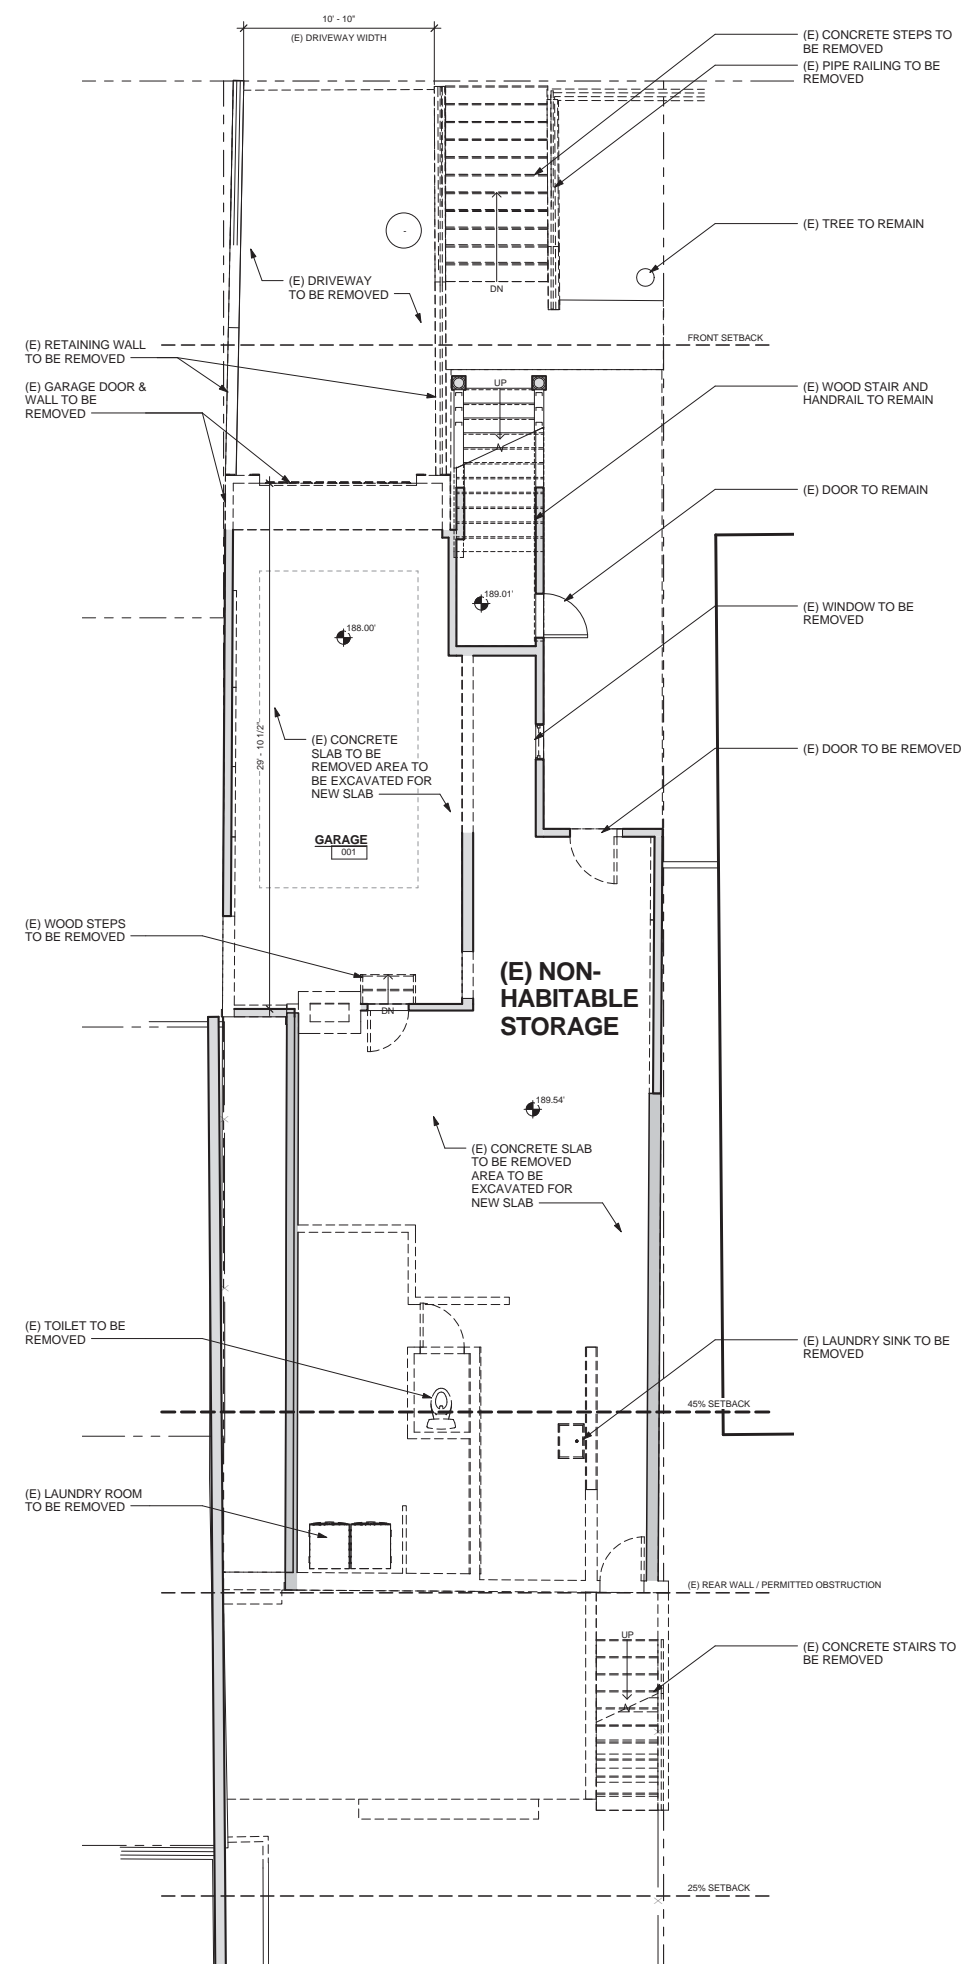 10' - 10"
(E) DRIVEWAY WIDTH
(E) CONCRETE STEPS TO
BE REMOVED
(E) PIPE RAILING TO BE
REMOVED
(E) TREE TO REMAIN
(E) DRIVEWAY
TO BE REMOVED
DN
FRONT SETBACK
(E) RETAINING WALL
TO BE REMOVED
(E) GARAGE DOOR &
WALL TO BE
REMOVED
UP
(E) WOOD STAIR AND
HANDRAIL TO REMAIN
(E) DOOR TO REMAIN
189.01'
(E) WINDOW TO BE
REMOVED
188.00'
29' - 10 1/2"
(E) CONCRETE
SLAB TO BE
REMOVED AREA TO
BE EXCAVATED FOR
NEW SLAB
(E) DOOR TO BE REMOVED
GARAGE
001
(E) WOOD STEPS
TO BE REMOVED
(E) NON-
HABITABLE
STORAGE
DN
189.54'
(E) CONCRETE SLAB
TO BE REMOVED
AREA TO BE
EXCAVATED FOR
NEW SLAB
(E) TOILET TO BE
REMOVED
(E) LAUNDRY SINK TO BE
REMOVED
45% SETBACK
(E) LAUNDRY ROOM
TO BE REMOVED
(E) REAR WALL / PERMITTED OBSTRUCTION
UP
(E) CONCRETE STAIRS TO
BE REMOVED
25% SETBACK